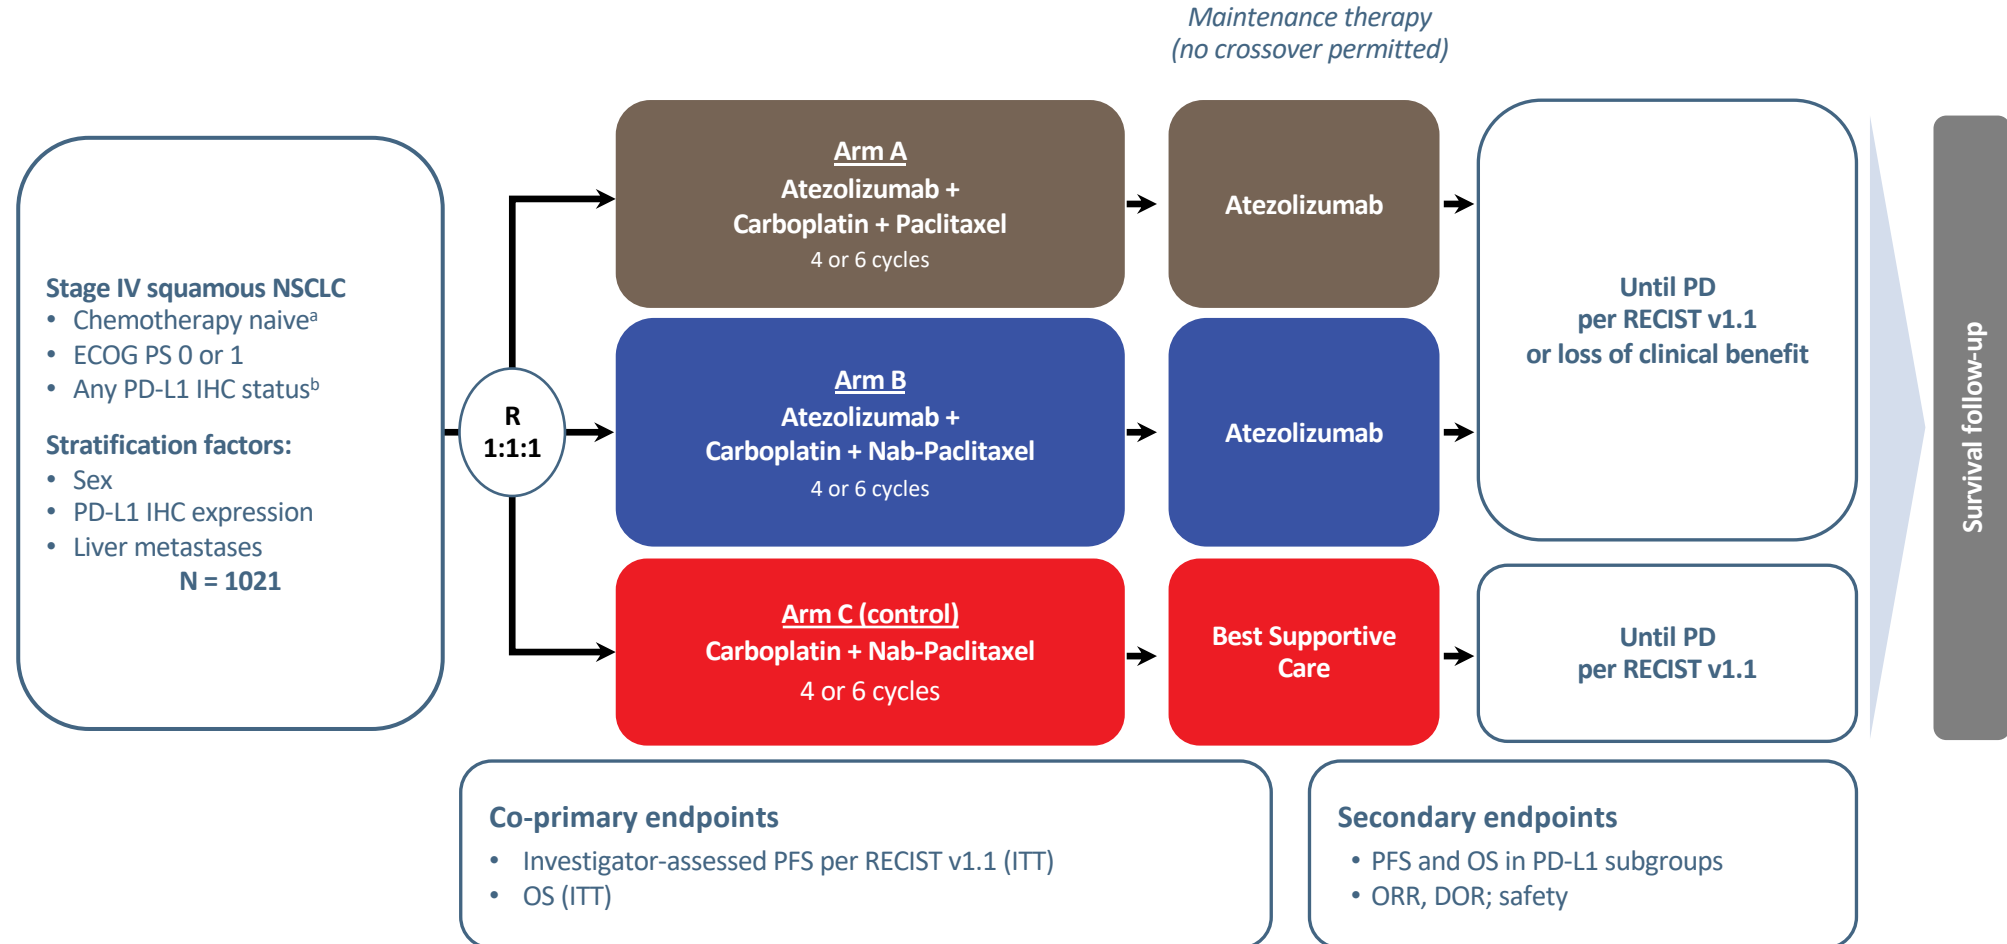 Maintenance therapy
(no crossover permitted)
Stage IV squamous NSCLC
• Chemotherapy naiveᵃ
• ECOG PS 0 or 1
• Any PD-L1 IHC statusᵇ
Stratification factors:
• Sex
• PD-L1 IHC expression
• Liver metastases
N = 1021
R
1:1:1
Arm A
Atezolizumab +
Carboplatin + Paclitaxel
4 or 6 cycles
Atezolizumab
Arm B
Atezolizumab +
Carboplatin + Nab-Paclitaxel
4 or 6 cycles
Atezolizumab
Until PD
per RECIST v1.1
or loss of clinical benefit
Arm C (control)
Carboplatin + Nab-Paclitaxel
4 or 6 cycles
Best Supportive
Care
Until PD
per RECIST v1.1
Survival follow-up
Co-primary endpoints
• Investigator-assessed PFS per RECIST v1.1 (ITT)
• OS (ITT)
Secondary endpoints
• PFS and OS in PD-L1 subgroups
• ORR, DOR; safety